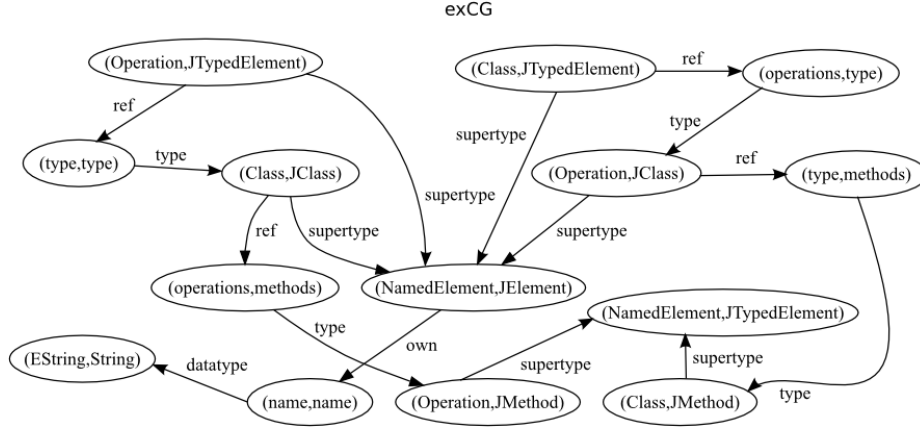 exCG
(Operation,JTypedElement)
(Class,JTypedElement)
ref
(operations,type)
ref
supertype
type
(type,type)
type
(Class,JClass)
(Operation,JClass)
ref
(type,methods)
supertype
ref
supertype
supertype
(operations,methods)
(NamedElement,JElement)
(NamedElement,JTypedElement)
type
own
(EString,String)
datatype
supertype
supertype
(name,name)
(Operation,JMethod)
(Class,JMethod)
type